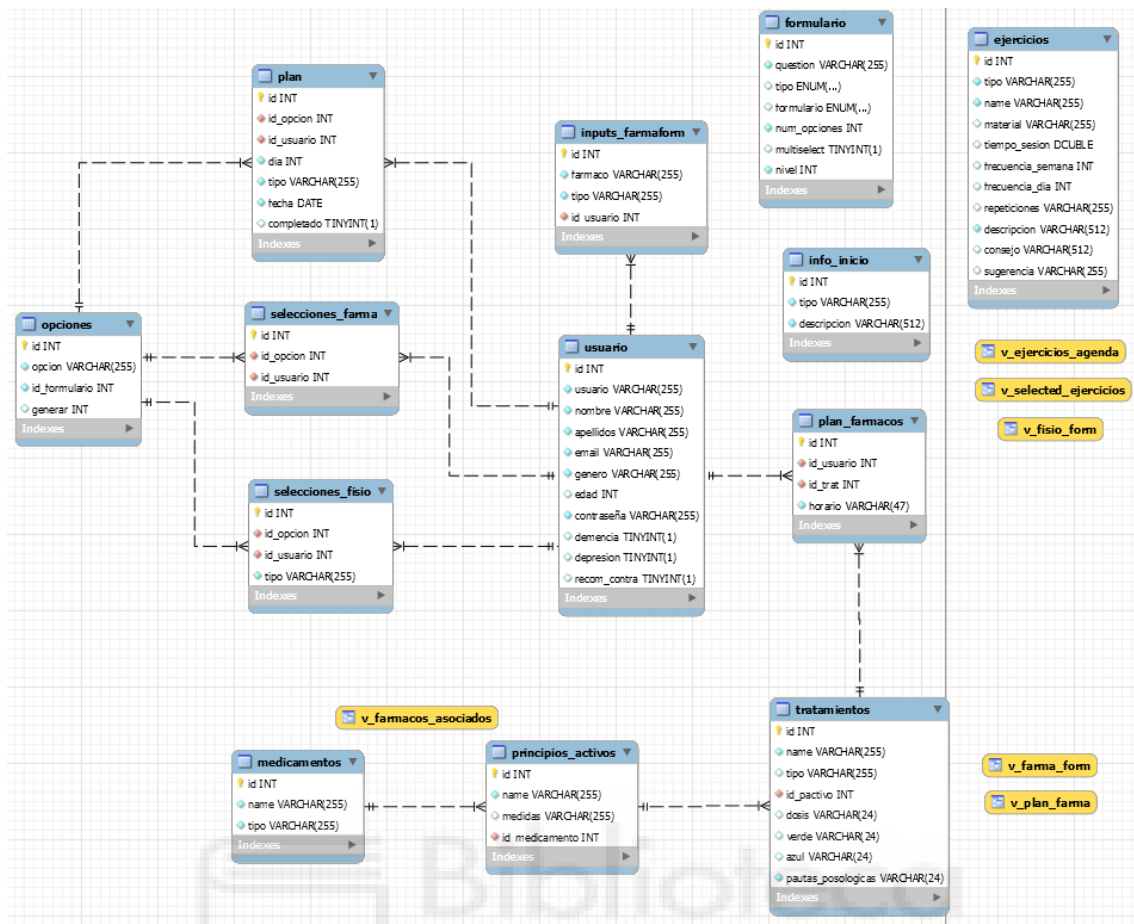 formulario
id INT
question VARCHAR(255)
tipo ENUM(...)
formulario ENUM(...)
num_opciones INT
multiselect TINYINT(1)
nivel INT
Indexes
ejercicios
id INT
tipo VARCHAR(255)
name VARCHAR(255)
material VARCHAR(255)
tiempo_sesion DOUBLE
frecuencia_semana INT
frecuencia_dia INT
repeticiones VARCHAR(255)
descripcion VARCHAR(512)
consejo VARCHAR(512)
sugerencia VARCHAR(255)
Indexes
plan
id INT
id_opcion INT
id_usuario INT
dia INT
tipo VARCHAR(255)
fecha DATE
completado TINYINT(1)
Indexes
inputs_farmaform
id INT
farmaco VARCHAR(255)
tipo VARCHAR(255)
id_usuario INT
Indexes
info_inicio
id INT
tipo VARCHAR(255)
descripcion VARCHAR(512)
Indexes
opciones
id INT
opcion VARCHAR(255)
id_formulario INT
generar INT
Indexes
selecciones_farma
id INT
id_opcion INT
id_usuario INT
Indexes
usuario
id INT
usuario VARCHAR(255)
nombre VARCHAR(255)
apellidos VARCHAR(255)
email VARCHAR(255)
genero VARCHAR(255)
edad INT
contraseña VARCHAR(255)
demencia TINYINT(1)
depresion TINYINT(1)
recom_contra TINYINT(1)
Indexes
v_ejercicios_agenda
v_selected_ejercicios
v_fisio_form
plan_farmacos
id INT
id_usuario INT
id_trat INT
horario VARCHAR(47)
Indexes
selecciones_fisio
id INT
id_opcion INT
id_usuario INT
tipo VARCHAR(255)
Indexes
v_farmacos_asociados
medicamentos
id INT
name VARCHAR(255)
tipo VARCHAR(255)
Indexes
principios_activos
id INT
name VARCHAR(255)
medidas VARCHAR(255)
id_medicamento INT
Indexes
tratamientos
id INT
name VARCHAR(255)
tipo VARCHAR(255)
id_pactivo INT
dosis VARCHAR(24)
verde VARCHAR(24)
azul VARCHAR(24)
pautas_posologicas VARCHAR(24)
Indexes
v_farma_form
v_plan_farma
Biblioteca